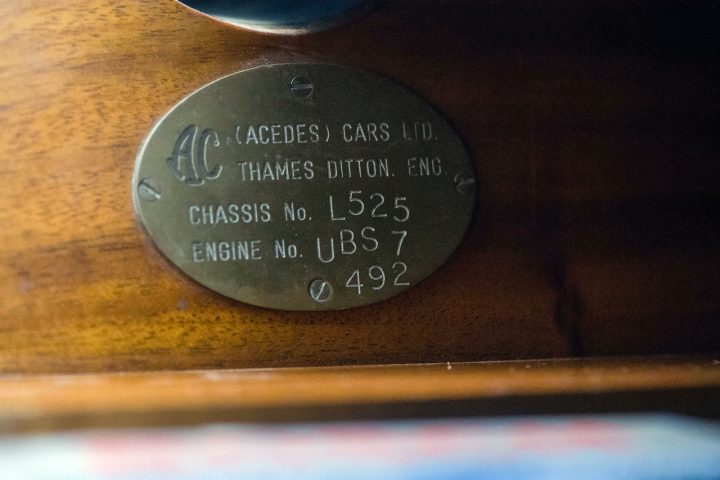 AC (ACEDES) CARS LTD.
THAMES DITTON. ENG.
CHASSIS No. L525
ENGINE No. UBS 7
492